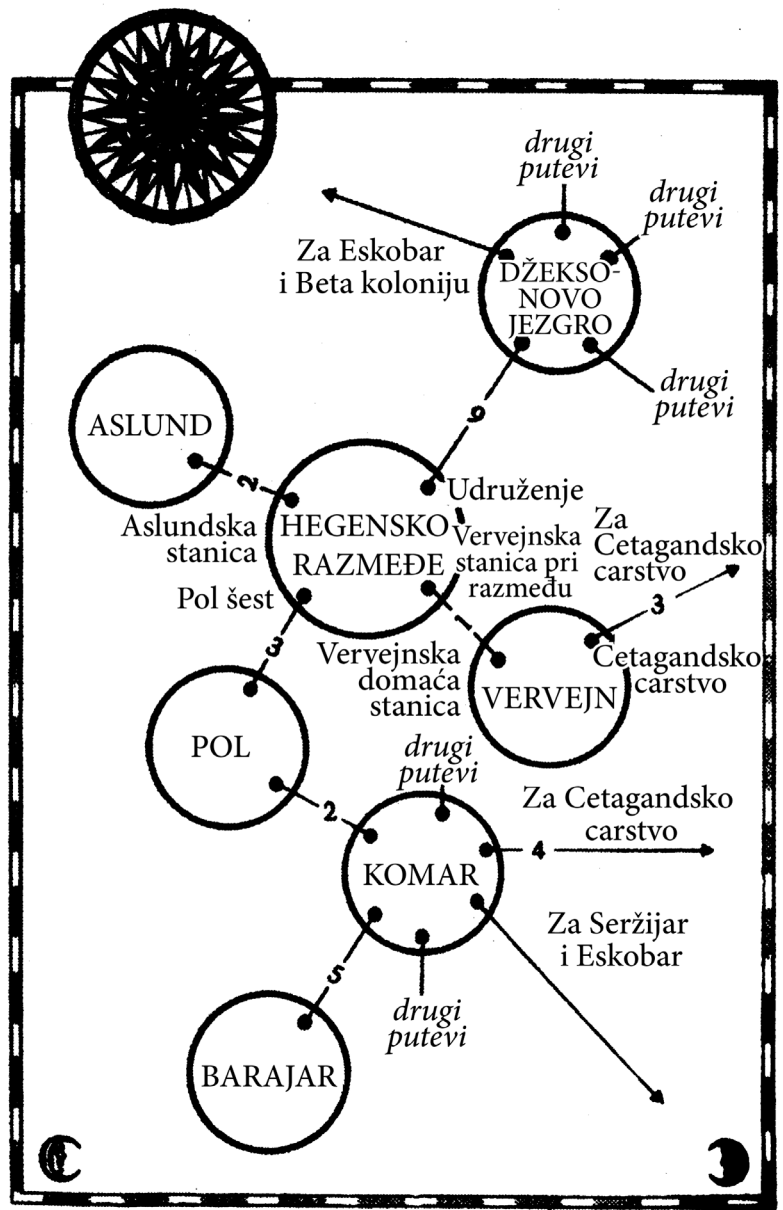 drugi
putevi
drugi
putevi
Za Eskobar
i Beta koloniju
DŽEKSO-
NOVO
JEZGRO
drugi
putevi
9
ASLUND
2
Aslundska
stanica
HEGENSKO
RAZMEĐE
Udruženje
Vervejnska
stanica pri
razmeđu
Za
Cetagandsko
carstvo
3
Pol šest
3
1
Vervejnska
domaća
stanica
Cetagandsko
carstvo
VERVEJN
POL
drugi
putevi
2
Za Cetagandsko
carstvo
4
KOMAR
Za Seržijar
i Eskobar
5
drugi
putevi
BARAJAR